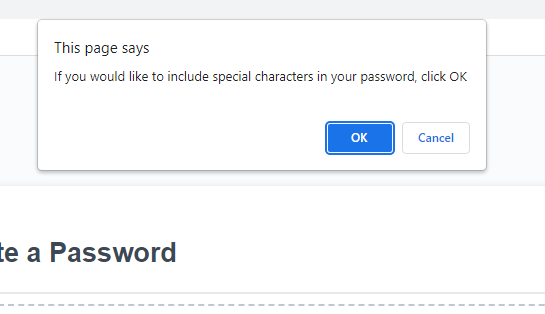 This page says
If you would like to include special characters in your password, click OK
OK
Cancel
te a Password